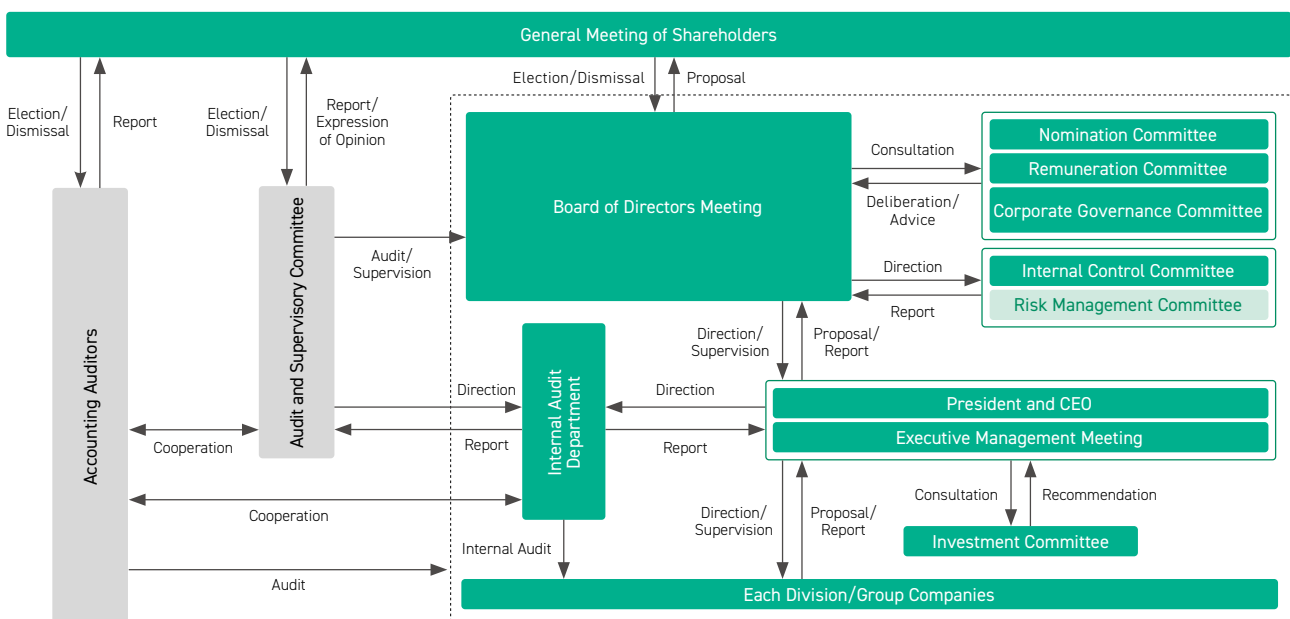 General Meeting of Shareholders
Election/
Dismissal
Report
Election/
Dismissal
Report/
Expression
of Opinion
Election/Dismissal
Proposal
Board of Directors Meeting
Consultation
Deliberation/
Advice
Nomination Committee
Remuneration Committee
Corporate Governance Committee
Audit/
Supervision
Direction
Report
Internal Control Committee
Risk Management Committee
Accounting Auditors
Audit and Supervisory Committee
Direction/
Supervision
Proposal/
Report
Internal Audit
Department
Direction
Report
Direction
Report
President and CEO
Executive Management Meeting
Cooperation
Cooperation
Direction/
Supervision
Proposal/
Report
Consultation
Recommendation
Investment Committee
Internal Audit
Audit
Each Division/Group Companies